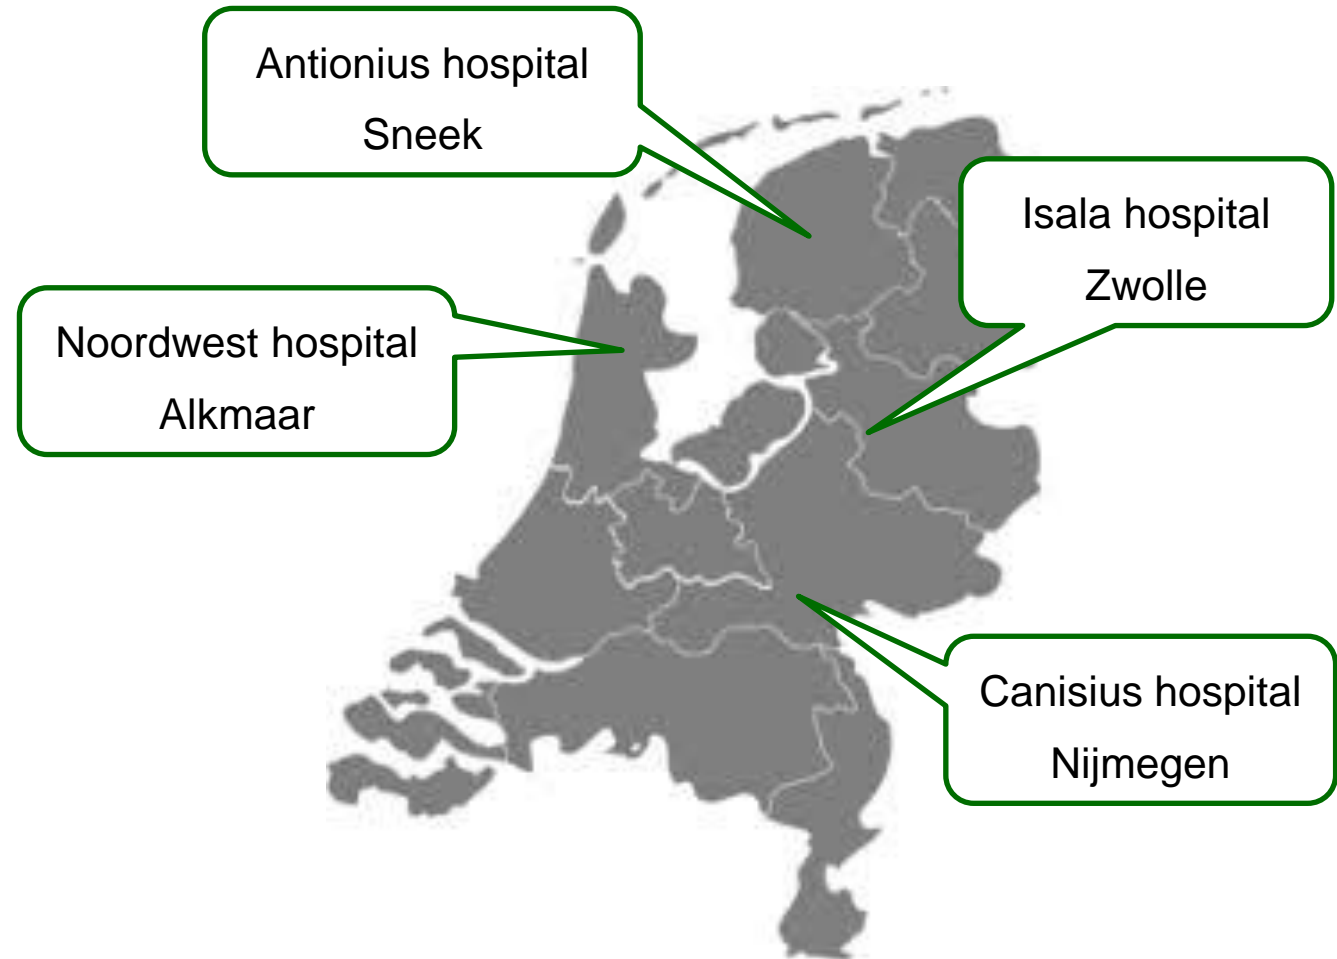 Antionius hospital
Sneek
Isala hospital
Zwolle
Noordwest hospital
Alkmaar
Canisius hospital
Nijmegen